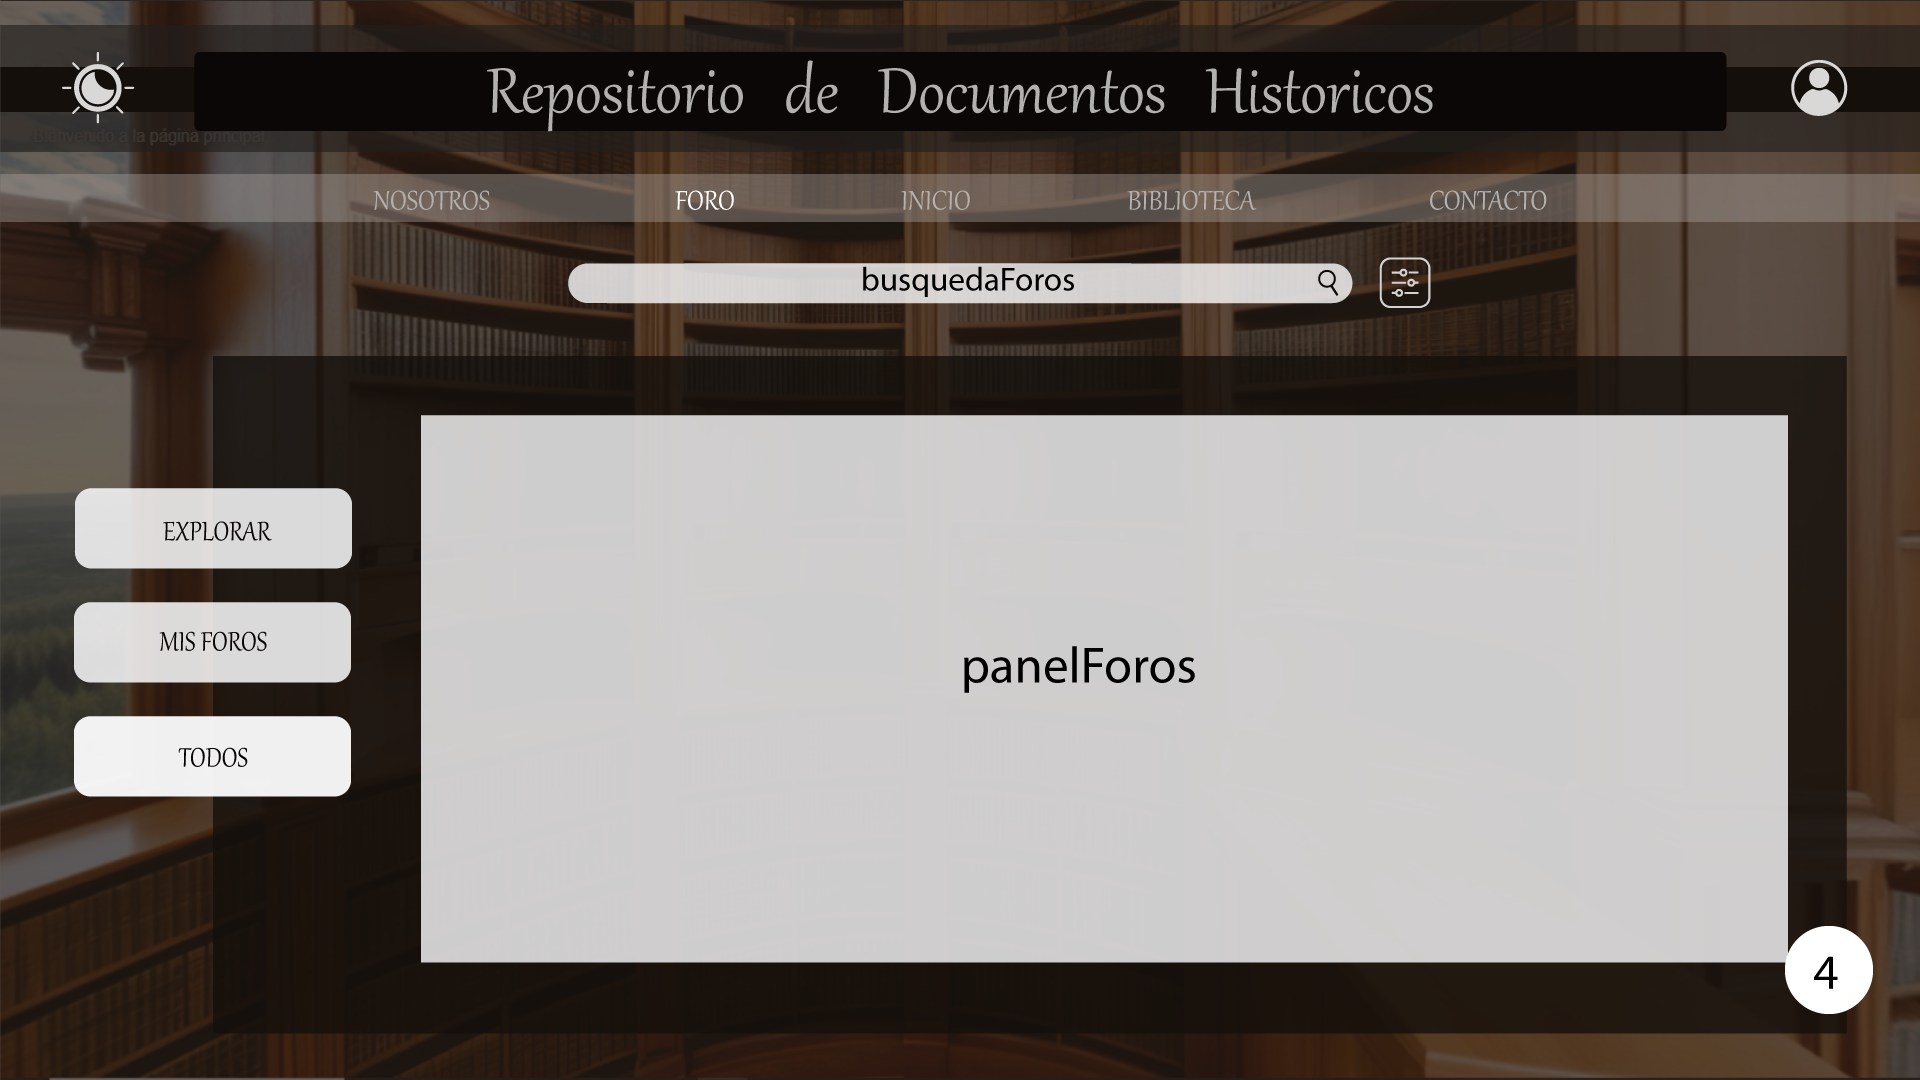 Repositorio de Documentos Historicos
Bienvenido a la página principal
NOSOTROS FORO INICIO BIBLIOTECA CONTACTO
busquedaForos
EXPLORAR
MIS FOROS
TODOS
panelForos
4